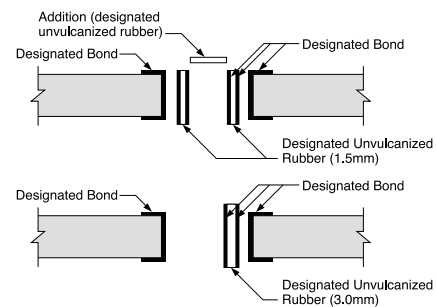 Addition (designated
unvulcanized rubber)
Designated Bond
Designated Bond
Designated Unvulcanized
Rubber (1.5mm)
Designated Bond
Designated Bond
Designated Unvulcanized
Rubber (3.0mm)